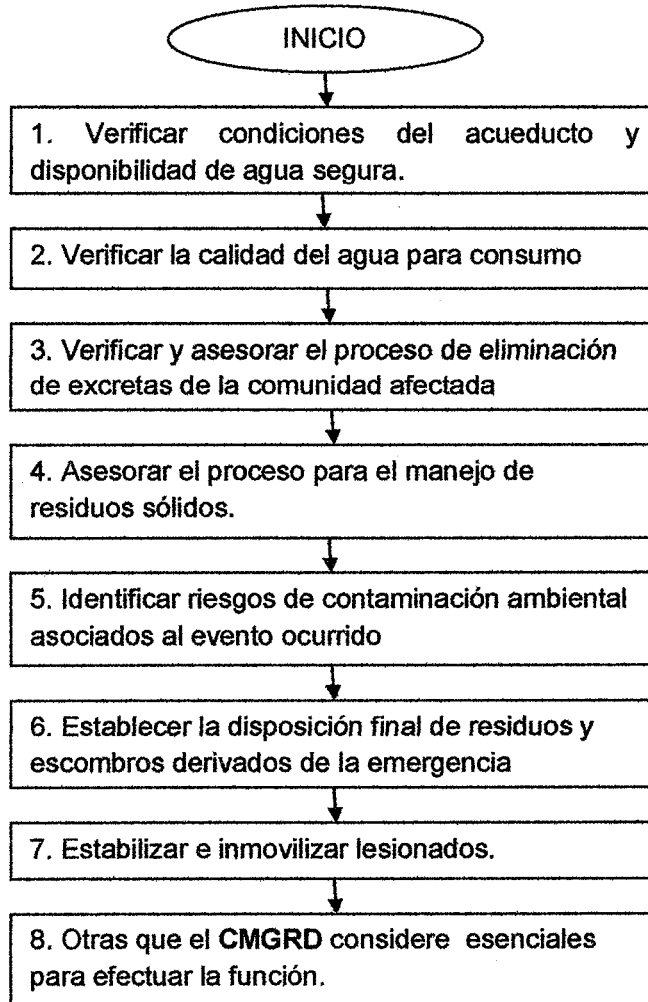 INICIO
1. Verificar condiciones del acueducto y
disponibilidad de agua segura.
2. Verificar la calidad del agua para consumo
3. Verificar y asesorar el proceso de eliminación
de excretas de la comunidad afectada
4. Asesorar el proceso para el manejo de
residuos sólidos.
5. Identificar riesgos de contaminación ambiental
asociados al evento ocurrido
6. Establecer la disposición final de residuos y
escombros derivados de la emergencia
7. Estabilizar e inmovilizar lesionados.
8. Otras que el CMGRD considere esenciales
para efectuar la función.